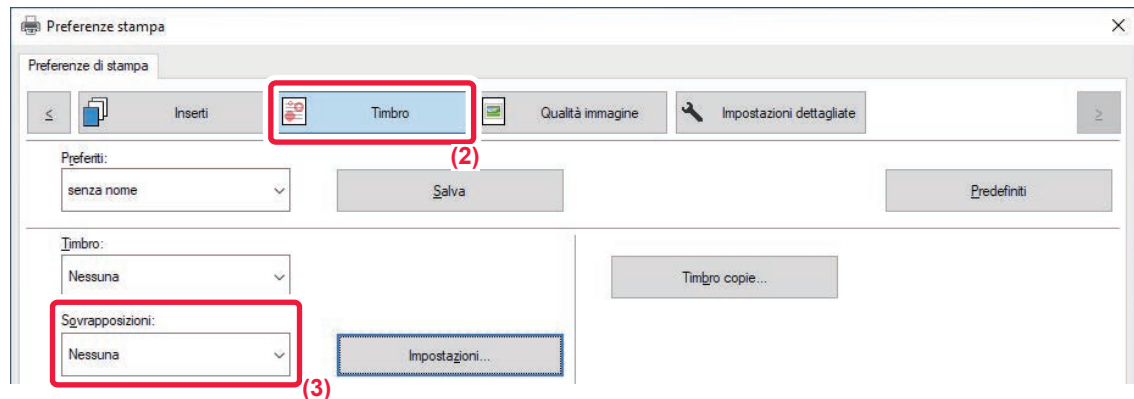 Preferenze stampa
Preferenze di stampa
≤ Inserti Timbro Qualità immagine Impostazioni dettagliate ≥
(2)
Preferiti:
senza nome Salva Predefiniti
Timbro:
Nessuna Timbro copie...
Sovrapposizioni:
Nessuna Impostazioni...
(3)